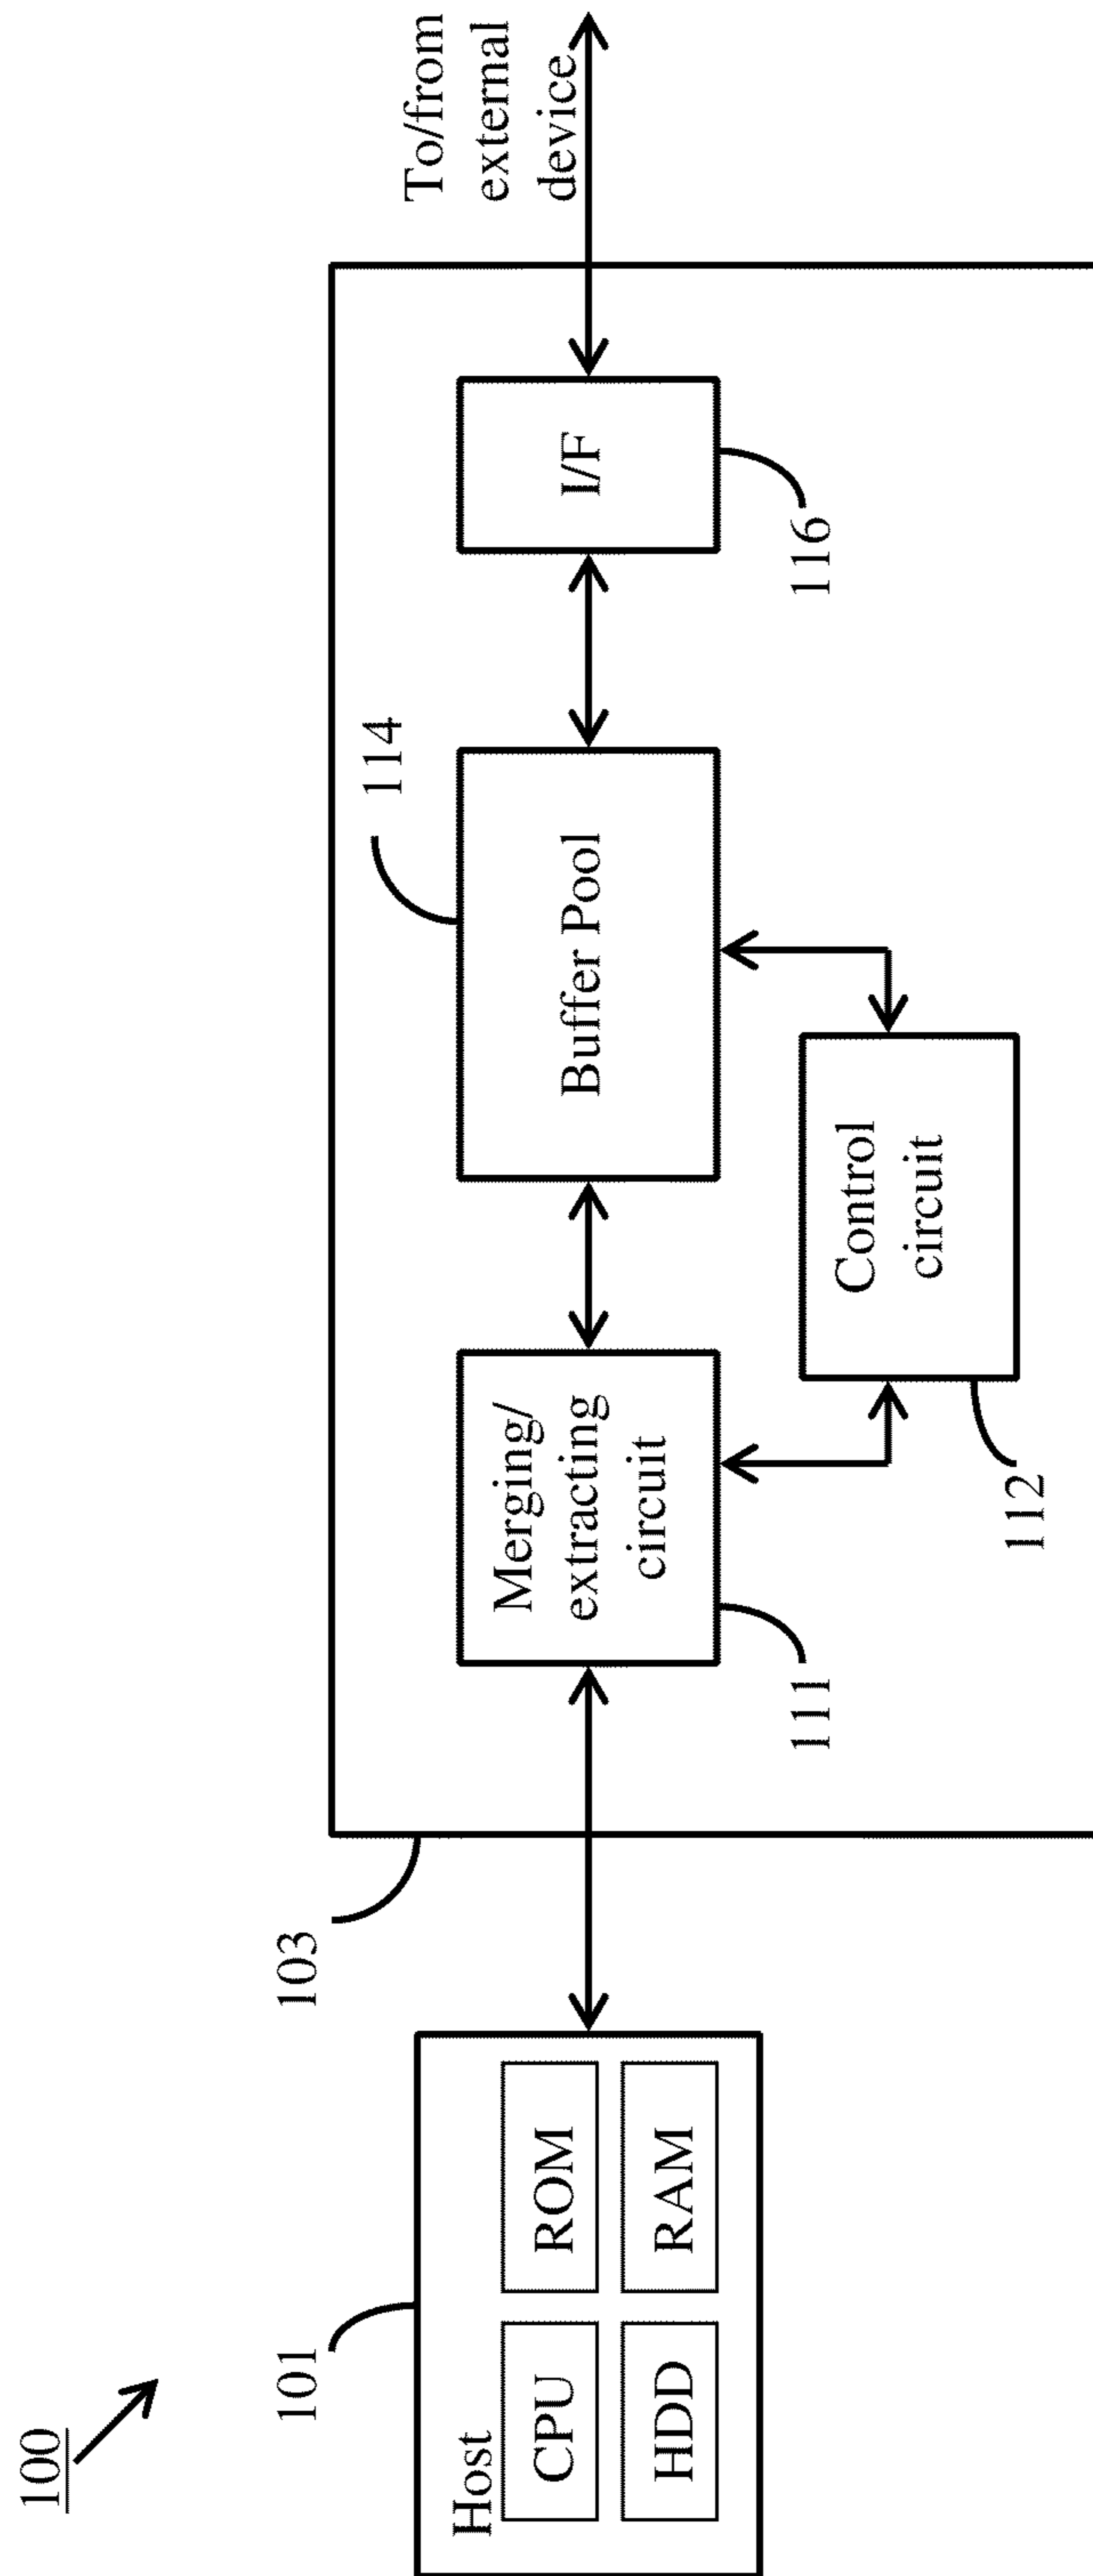 100
101
Host
CPU
ROM
HDD
RAM
103
Merging/
extracting
circuit
111
Buffer Pool
114
Control
circuit
112
I/F
116
To/from
external
device